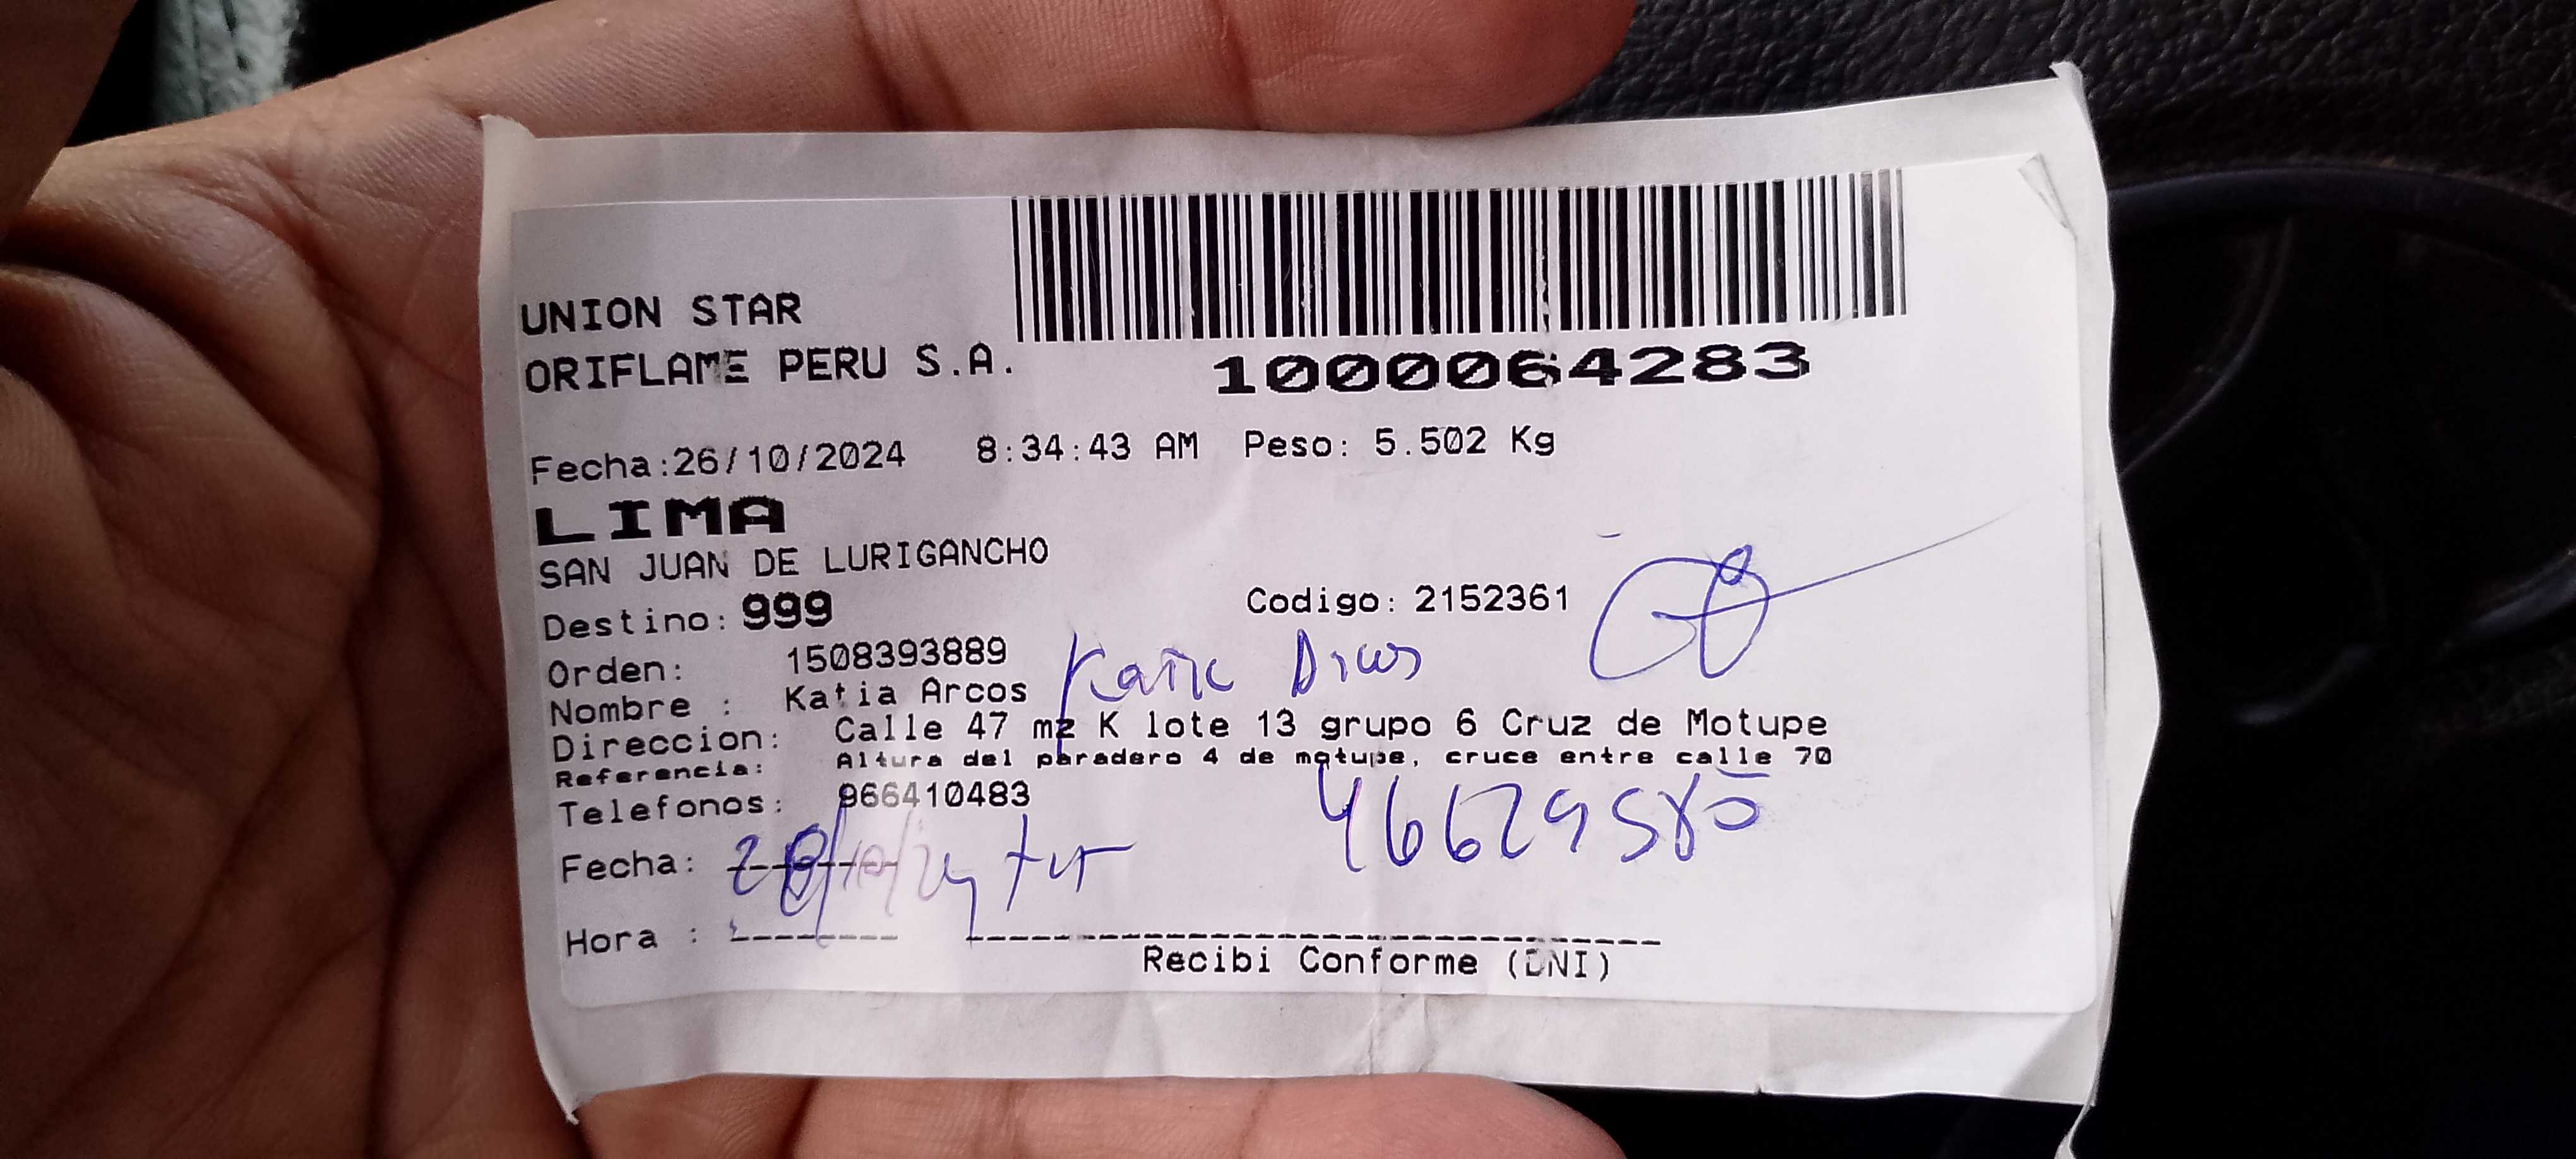 UNION STAR
ORIFLAME PERU S.A.
1000064283
Fecha:26/10/2024 8:34:43 AM Peso: 5.502 Kg
LIMA
SAN JUAN DE LURIGANCHO
Destino: 999 Codigo: 2152361
Orden: 1508393889
Nombre : Katia Arcos
Direccion: Calle 47 mz K lote 13 grupo 6 Cruz de Motupe
Referencia: Altura del paradero 4 de motupe, cruce entre calle 70
Telefonos: 966410483
Fecha: 28/10/24
Hora :
Recibi Conforme (DNI)